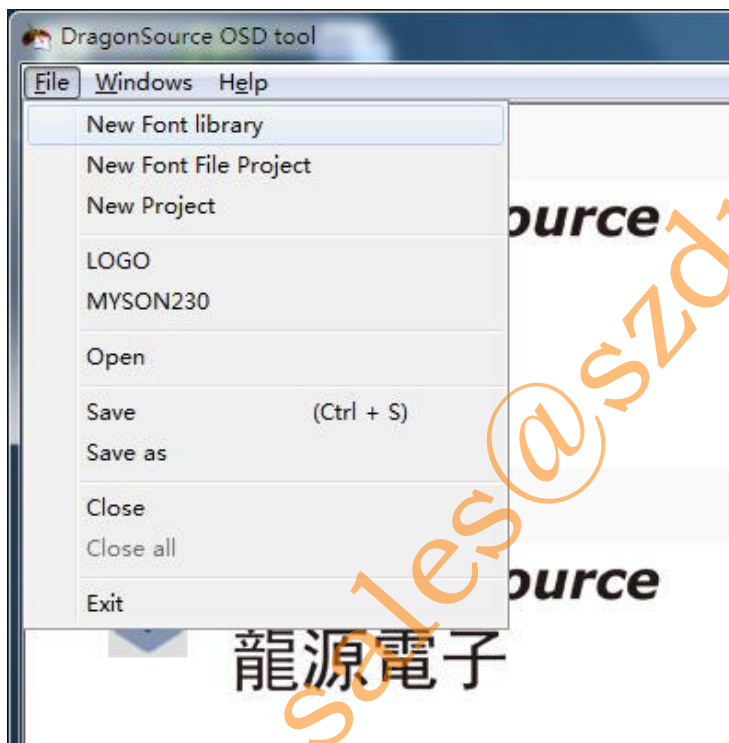 DragonSource OSD tool
File Windows Help
New Font library
New Font File Project
New Project
ource
LOGO
MYSON230
Open
Save (Ctrl + S)
Save as
Close
Close all
ource
Exit
龍源電子
sales@szd